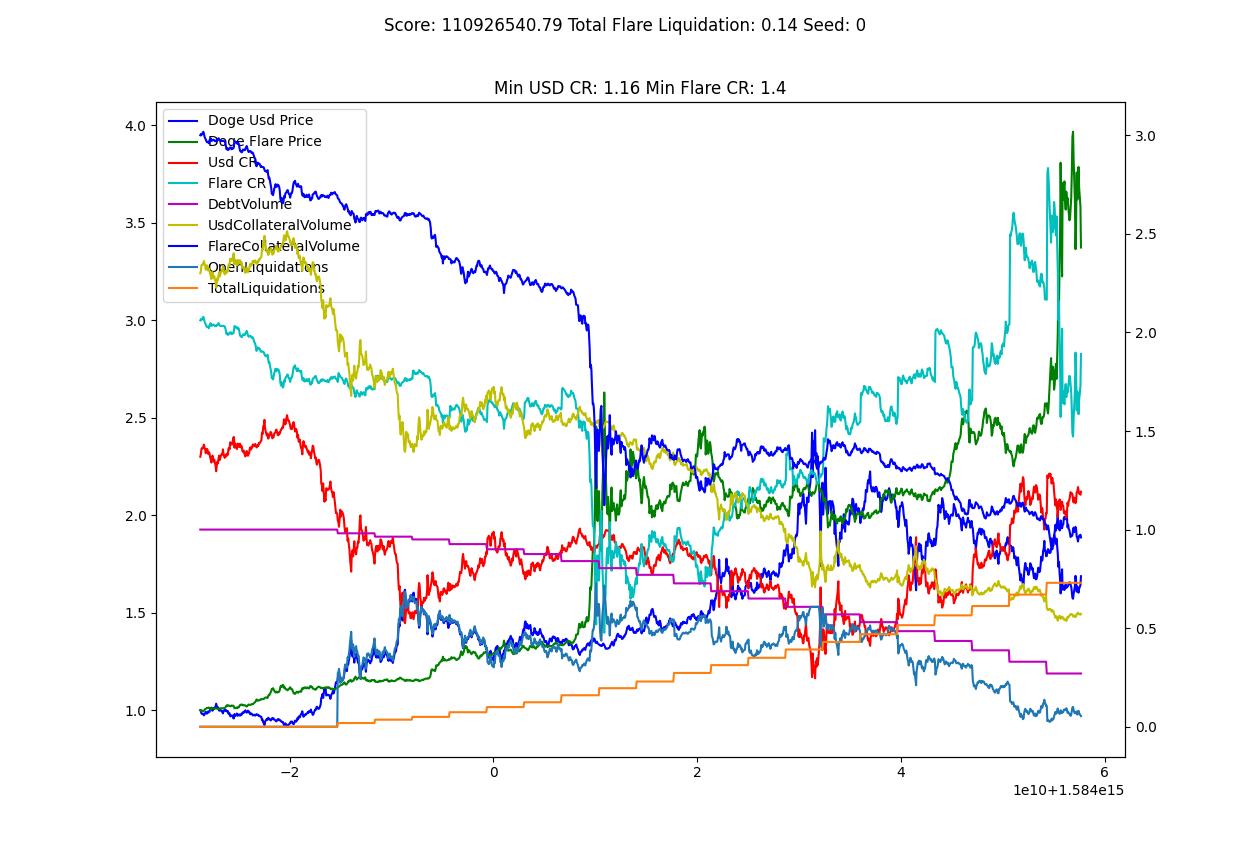 Score: 110926540.79 Total Flare Liquidation: 0.14 Seed: 0
Min USD CR: 1.16 Min Flare CR: 1.4
Doge Usd Price
Doge Flare Price
Usd CR
Flare CR
DebtVolume
UsdCollateralVolume
FlareCollateralVolume
OpenLiquidations
TotalLiquidations
4.0
3.5
3.0
2.5
2.0
1.5
1.0
3.0
2.5
2.0
1.5
1.0
0.5
0.0
−2
0
2
4
6
1e10+1.584e15